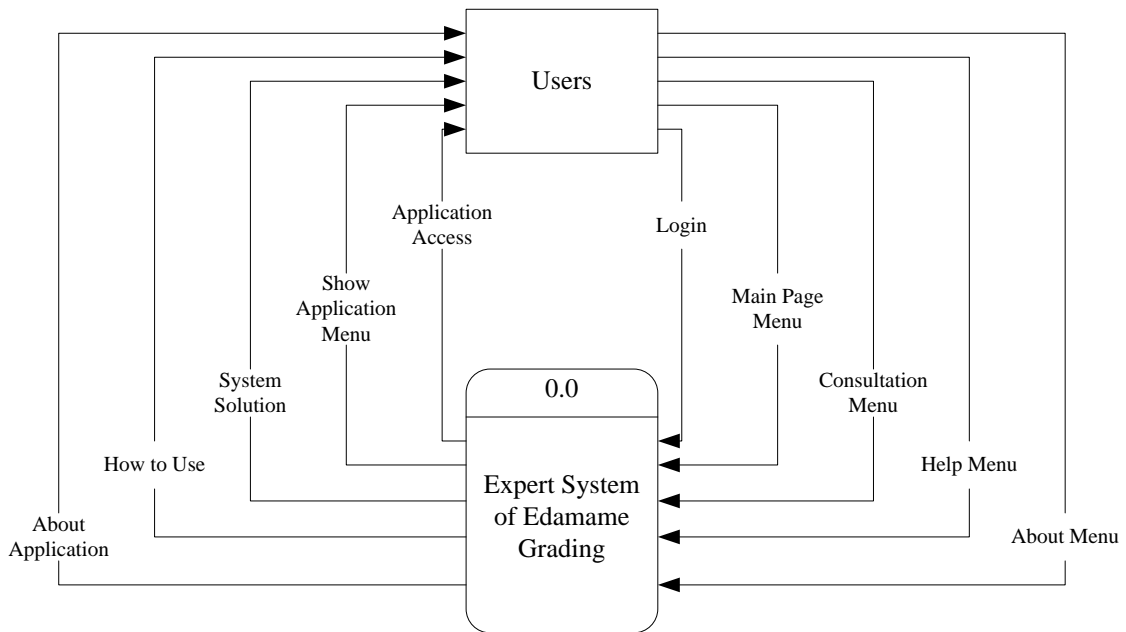 Users
Application
Access
Login
Show
Application
Menu
Main Page
Menu
System
Solution
0.0
Consultation
Menu
How to Use
Expert System
of Edamame
Grading
Help Menu
About
Application
About Menu